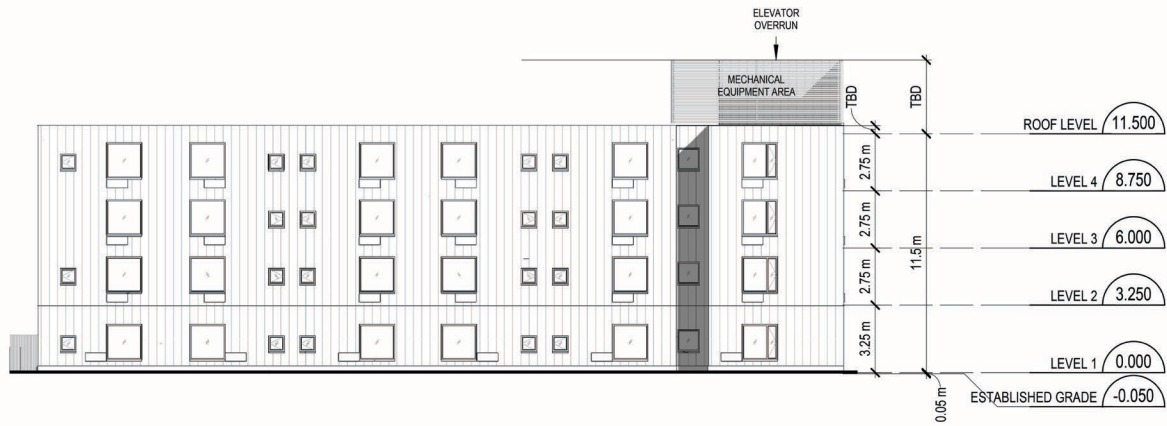 ELEVATOR
OVERRUN
MECHANICAL
EQUIPMENT AREA
TBD
TBD
ROOF LEVEL 11.500
2.75 m
LEVEL 4 8.750
2.75 m
LEVEL 3 6.000
11.5 m
2.75 m
LEVEL 2 3.250
3.25 m
LEVEL 1 0.000
0.05 m
ESTABLISHED GRADE -0.050